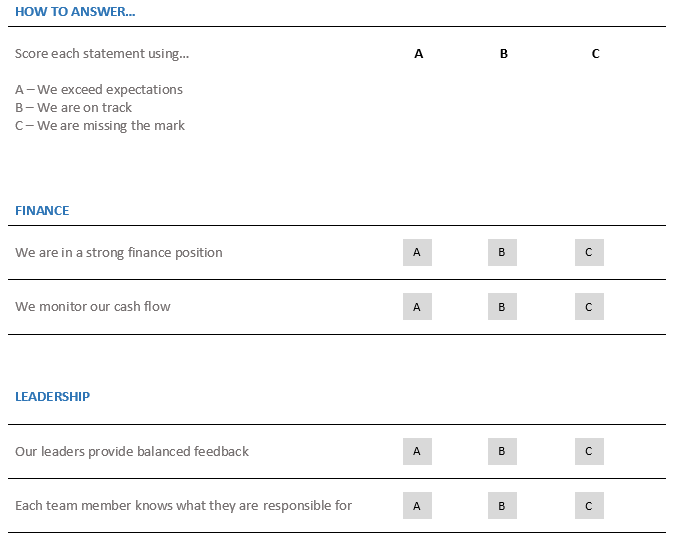 HOW TO ANSWER...
Score each statement using... A B C
A – We exceed expectations
B – We are on track
C – We are missing the mark
FINANCE
We are in a strong finance position A B C
We monitor our cash flow A B C
LEADERSHIP
Our leaders provide balanced feedback A B C
Each team member knows what they are responsible for A B C